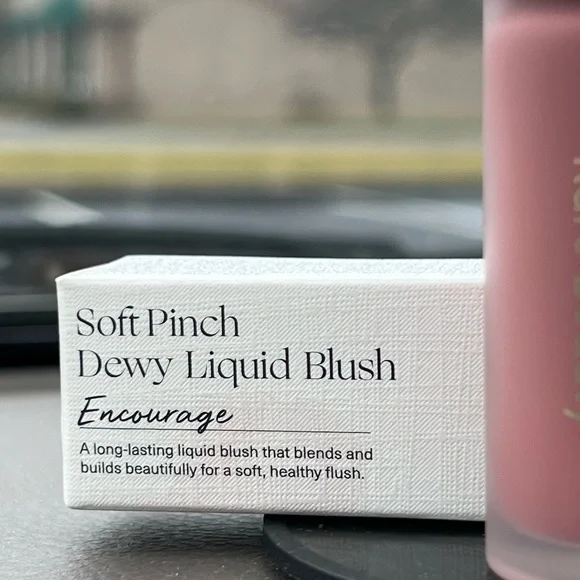 Soft Pinch
Dewy Liquid Blush
Encourage
A long-lasting liquid blush that blends and
builds beautifully for a soft, healthy flush.